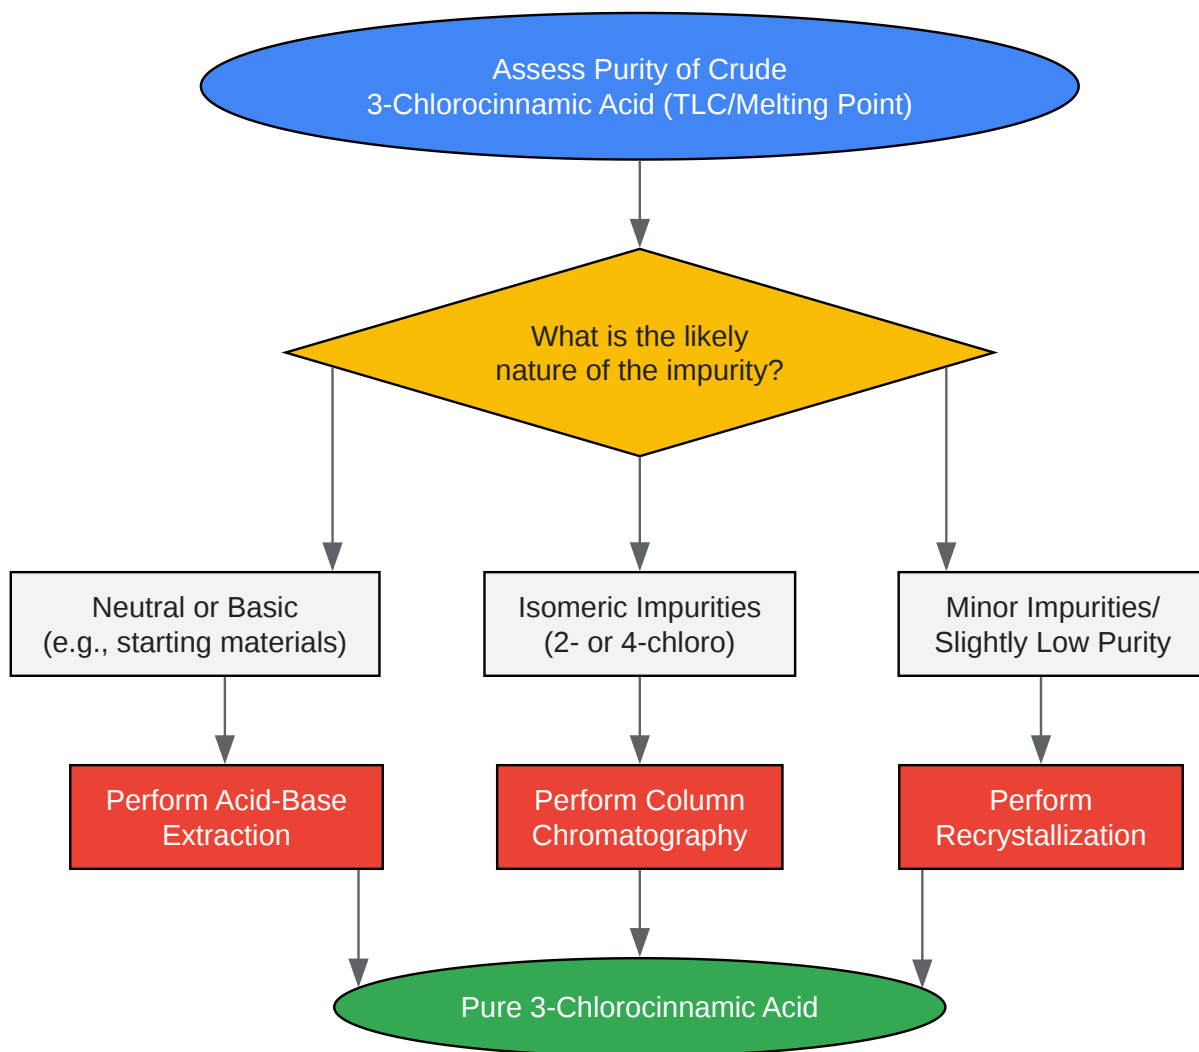 Assess Purity of Crude
3-Chlorocinnamic Acid (TLC/Melting Point)
What is the likely
nature of the impurity?
Neutral or Basic
(e.g., starting materials)
Isomeric Impurities
(2- or 4-chloro)
Minor Impurities/
Slightly Low Purity
Perform Acid-Base
Extraction
Perform Column
Chromatography
Perform
Recrystallization
Pure 3-Chlorocinnamic Acid